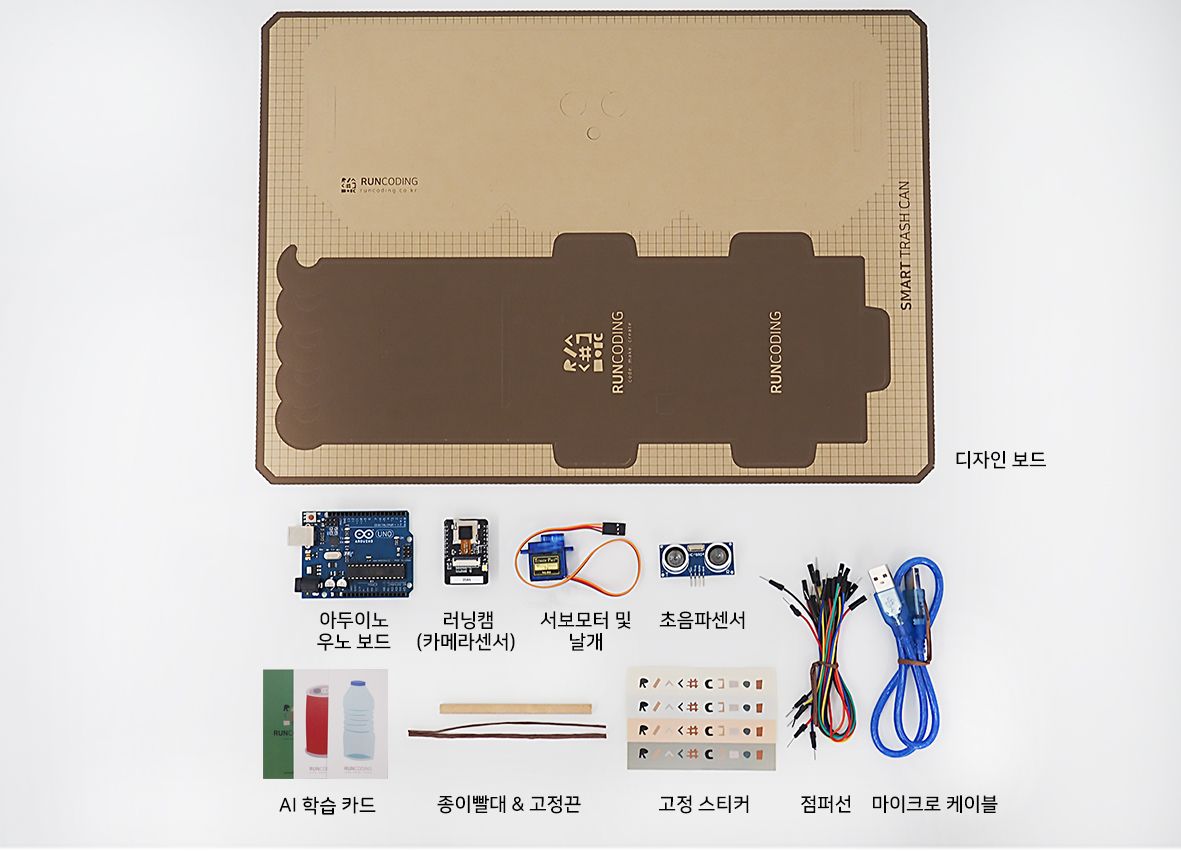 RUNCODING
runcoding.co.kr
SMART TRASH CAN
RUNCODING
code. make. create
RUNCODING
디자인 보드
UNO
ARDUINO
아두이노
우노 보드
러닝캠
(카메라센서)
서보모터 및
날개
초음파센서
RUNCODING
AI 학습 카드
종이빨대 & 고정끈
고정 스티커
점퍼선
마이크로 케이블